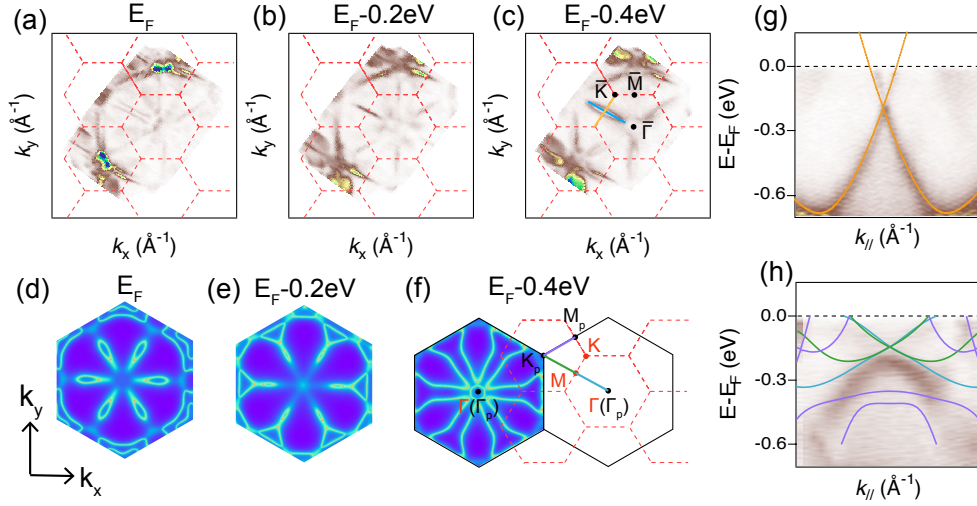 (a) E_F
(b) E_F-0.2eV
(c) E_F-0.4eV
(g)
K̅ M̅
Γ̅
k_y (Å⁻¹)
k_y (Å⁻¹)
k_y (Å⁻¹)
k_x (Å⁻¹)
k_x (Å⁻¹)
k_x (Å⁻¹)
0.0
-0.3
-0.6
E-E_F (eV)
k_// (Å⁻¹)
(d) E_F
(e) E_F-0.2eV
(f) E_F-0.4eV
M_p
K_p K
M
Γ(Γ_p) Γ(Γ_p)
k_y
k_x
(h)
0.0
-0.3
-0.6
E-E_F (eV)
k_// (Å⁻¹)